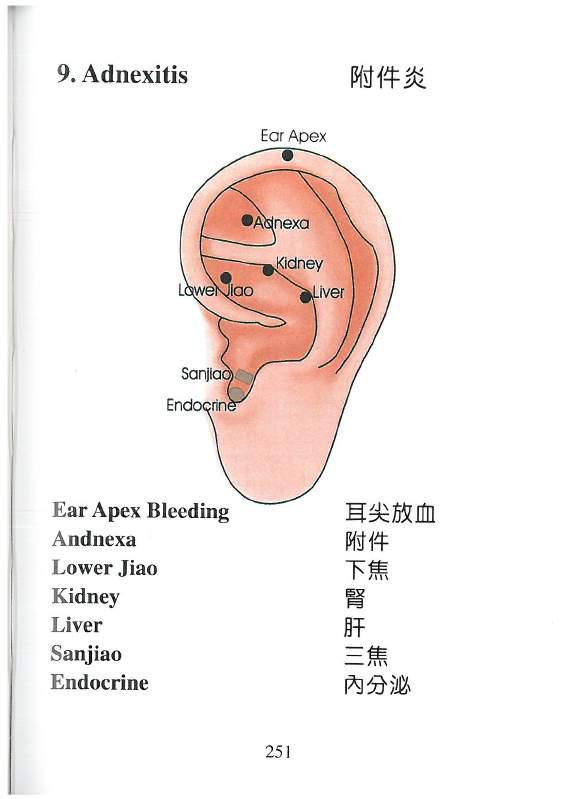 9. Adnexitis 附件炎
Ear Apex
Adnexa
Kidney
Lower Jiao
Liver
Sanjiao
Endocrine
Ear Apex Bleeding 耳尖放血
Andnexa 附件
Lower Jiao 下焦
Kidney 腎
Liver 肝
Sanjiao 三焦
Endocrine 內分泌
251